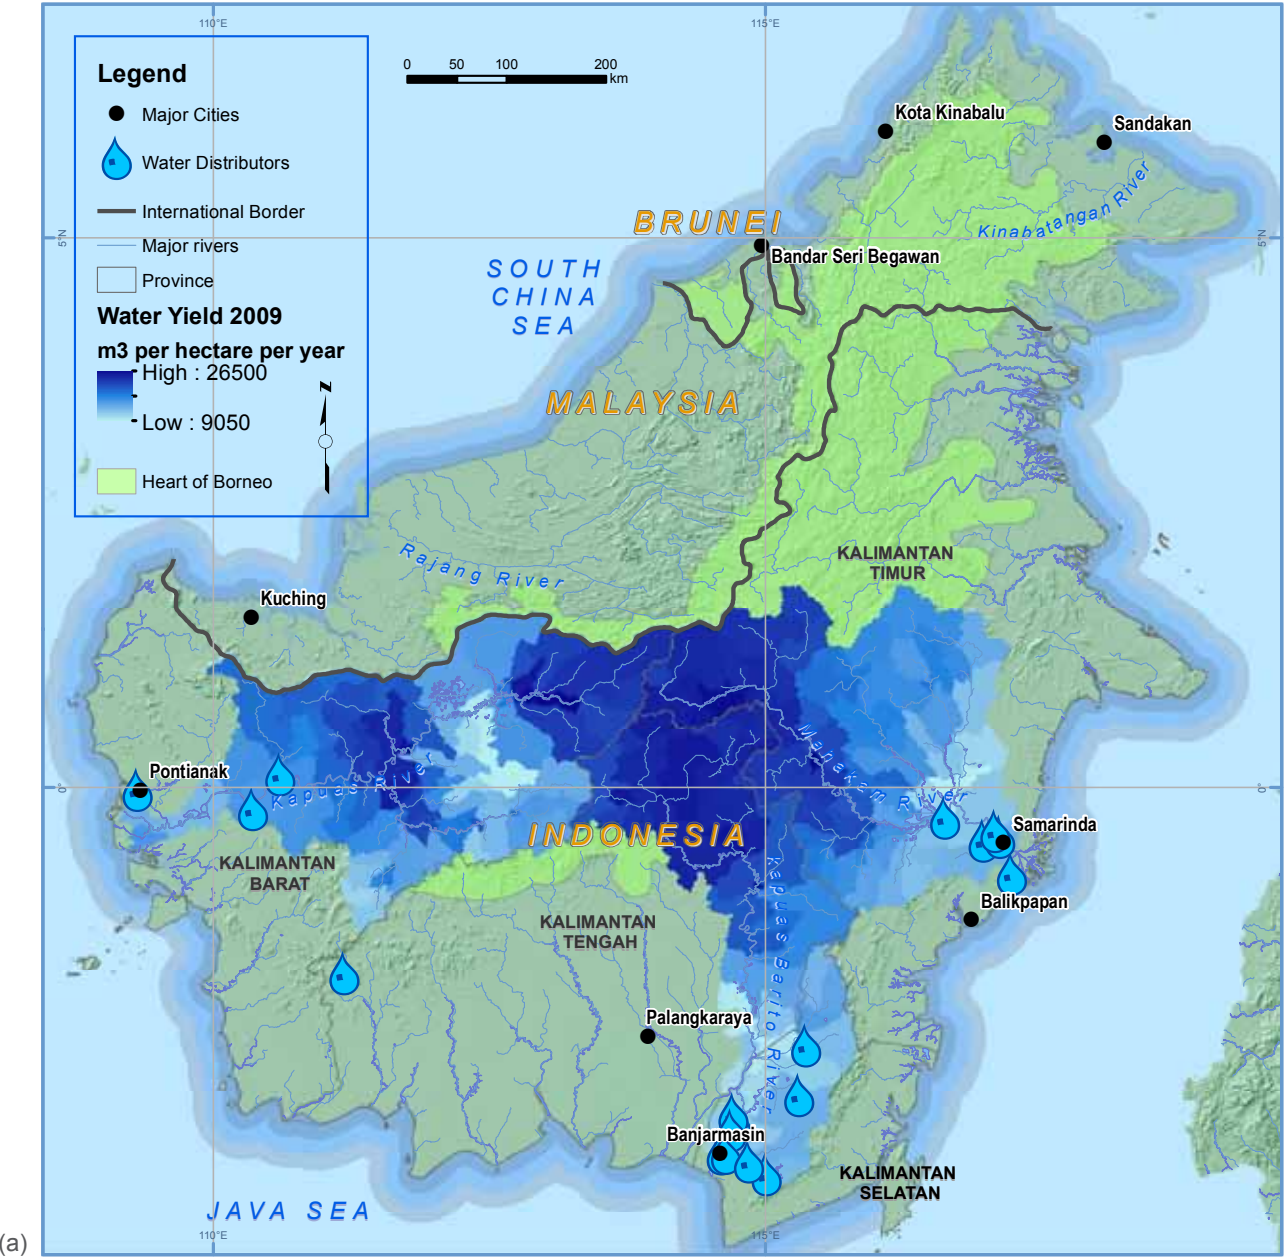 110°E
115°E
Legend
Major Cities
Water Distributors
International Border
Major rivers
Province
Water Yield 2009
m3 per hectare per year
High : 26500
Low : 9050
N
Heart of Borneo
0 50 100 200
km
Kota Kinabalu
Sandakan
Kinabatangan River
BRUNEI
5°N
5°N
Bandar Seri Begawan
SOUTH
CHINA
SEA
MALAYSIA
Rajang River
KALIMANTAN
TIMUR
Kuching
Pontianak
Kapuas River
Mahakam River
0°
0°
INDONESIA
Samarinda
KALIMANTAN
BARAT
Balikpapan
KALIMANTAN
TENGAH
Kapuas Barito River
Palangkaraya
Banjarmasin
KALIMANTAN
SELATAN
JAVA SEA
110°E
115°E
(a)